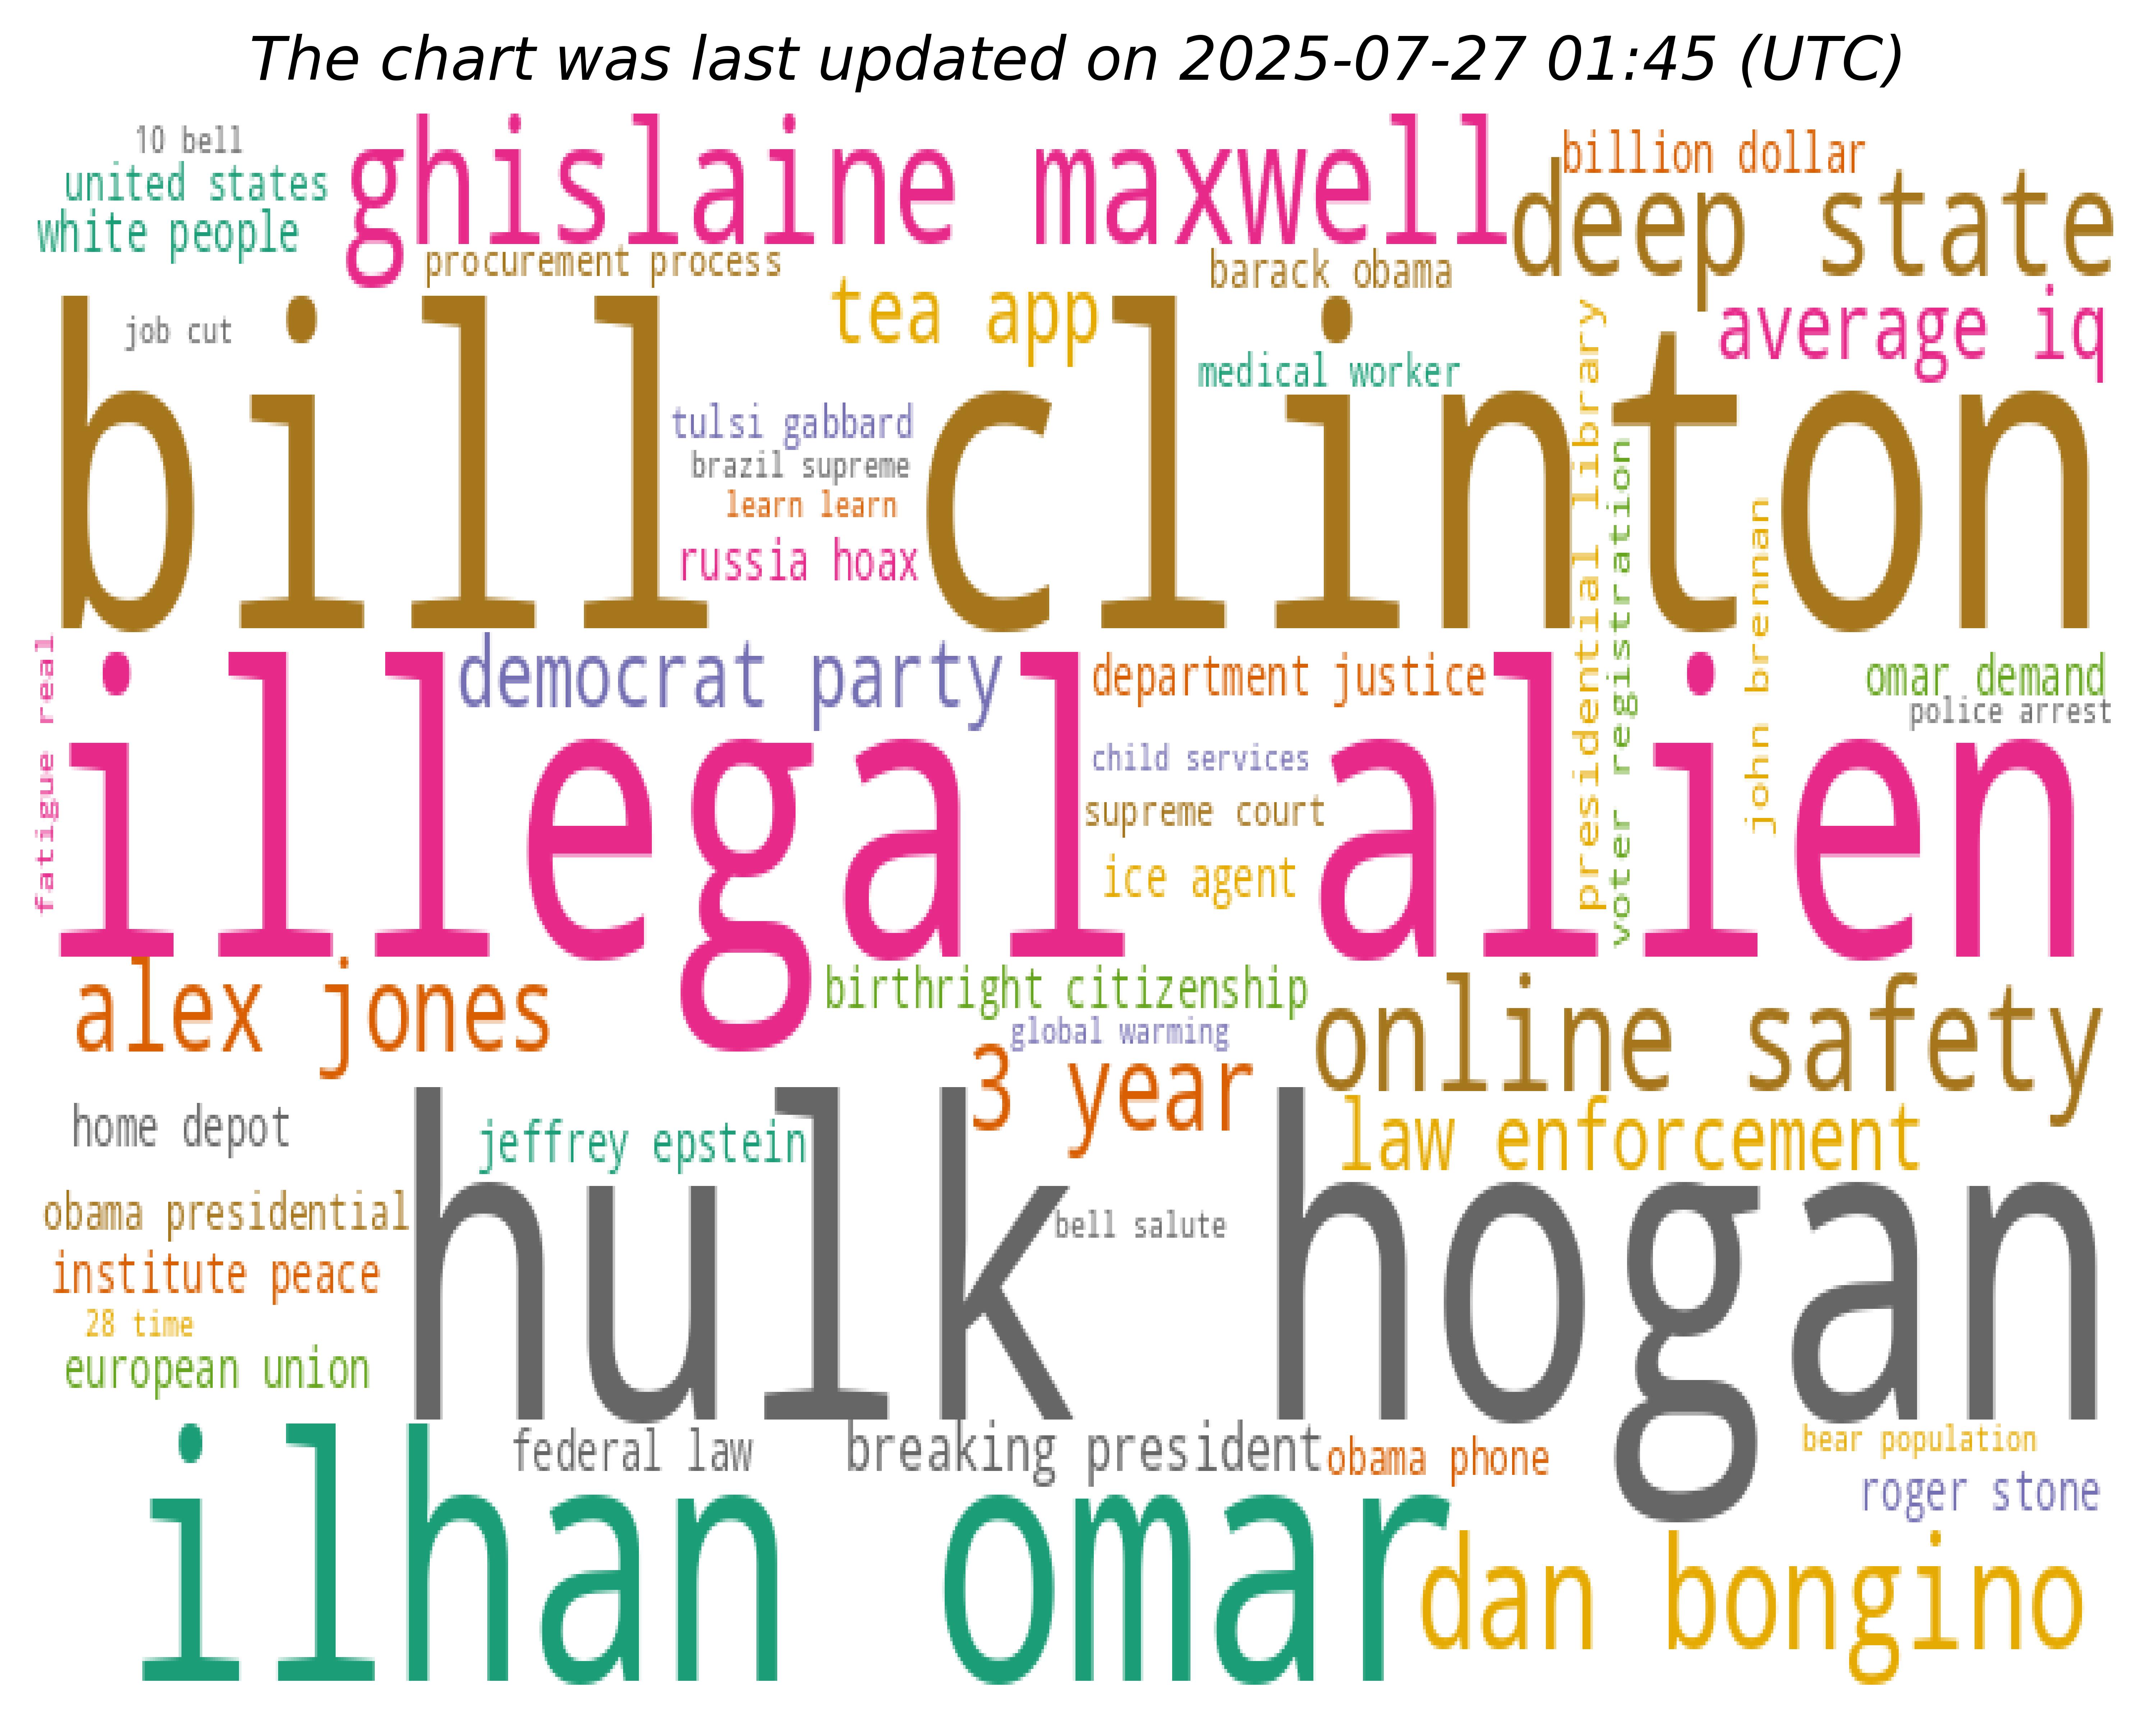 The chart was last updated on 2025-07-27 01:45 (UTC)
10 bell
united states
white people
ghislaine maxwell
billion dollar
deep state
procurement process
barack obama
tea app
average iq
job cut
bill clinton
medical worker
tulsi gabbard
brazil supreme
learn learn
russia hoax
presidential library
voter registration
john brennan
fatigue real
democrat party
department justice
omar demand
police arrest
illegal alien
child services
supreme court
ice agent
alex jones
birthright citizenship
global warming
3 year
online safety
home depot
jeffrey epstein
law enforcement
hulk hogan
obama presidential
bell salute
institute peace
28 time
european union
federal law
breaking president
obama phone
bear population
roger stone
ilhan omar
dan bongino